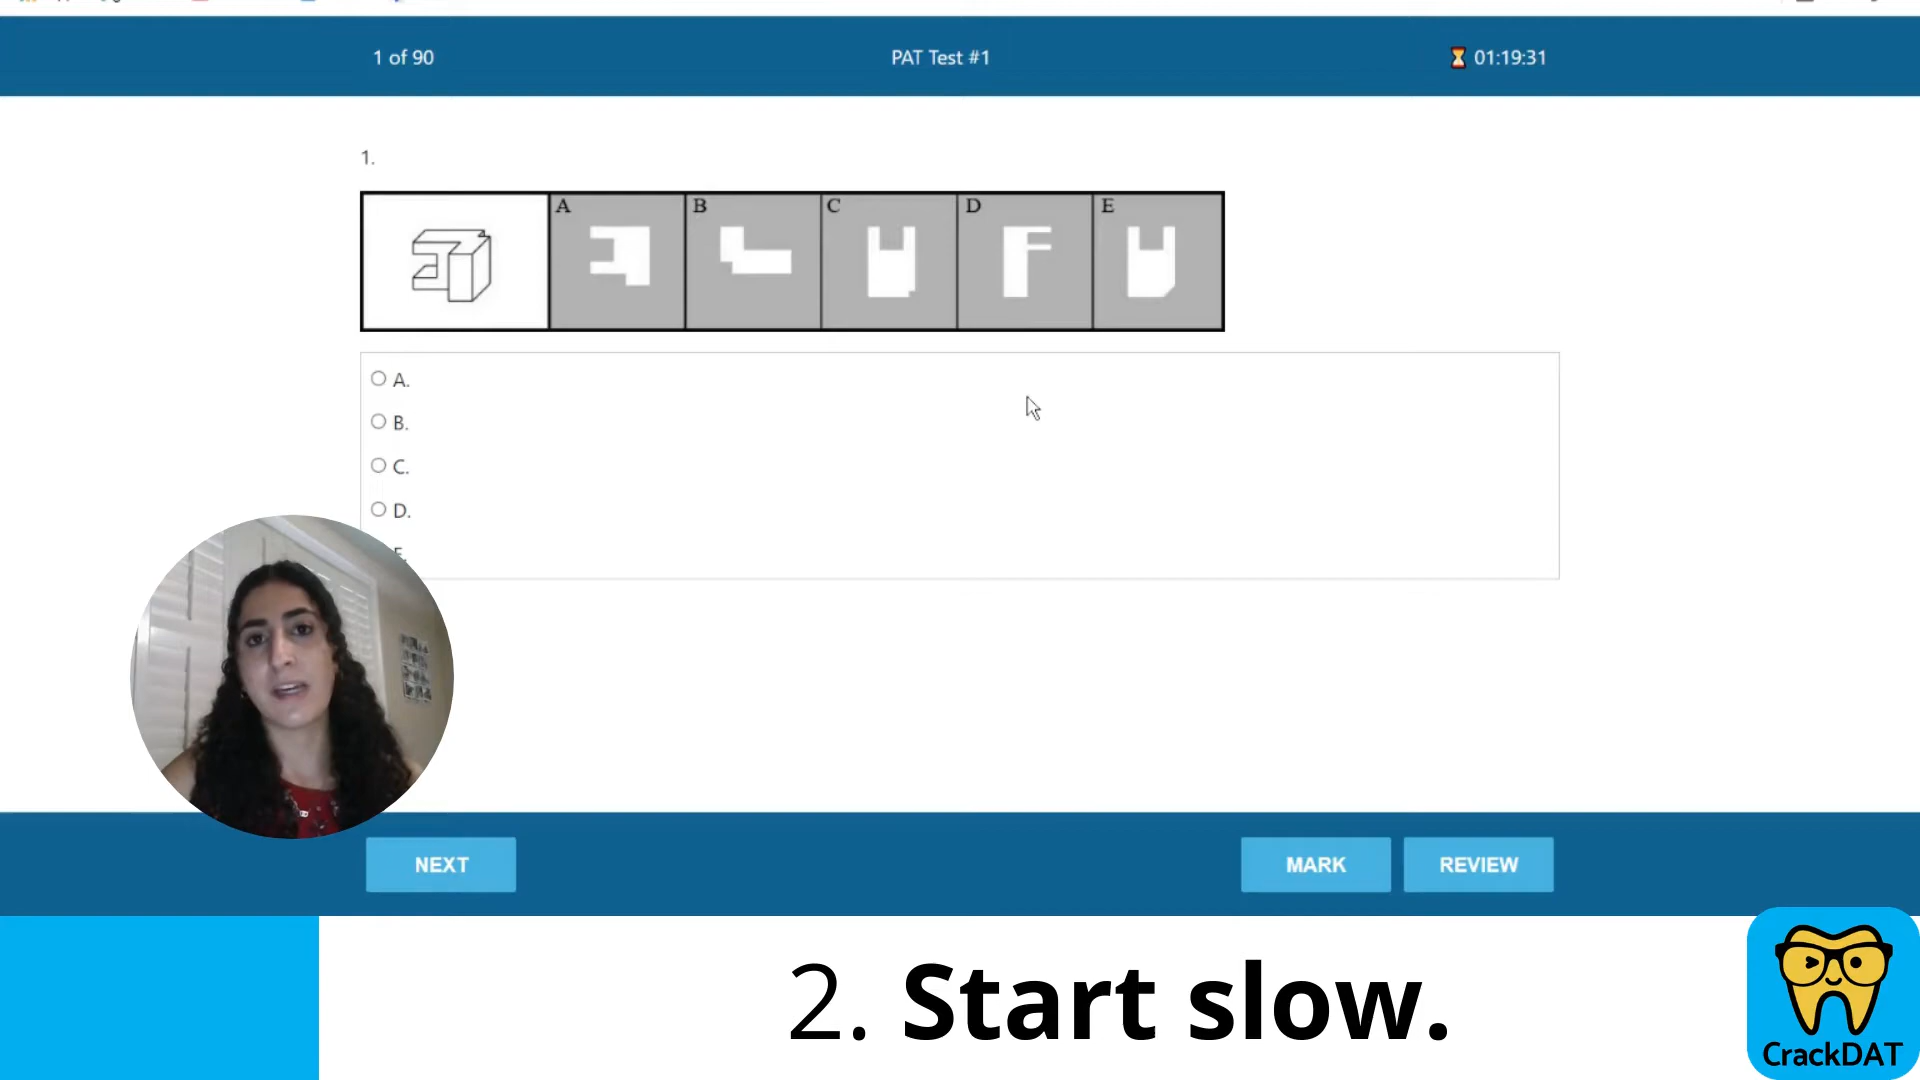 1 of 90
PAT Test #1
01:19:31
1.
A
B
C
D
E
A.
B.
C.
D.
NEXT
MARK
REVIEW
2. Start slow.
CrackDAT